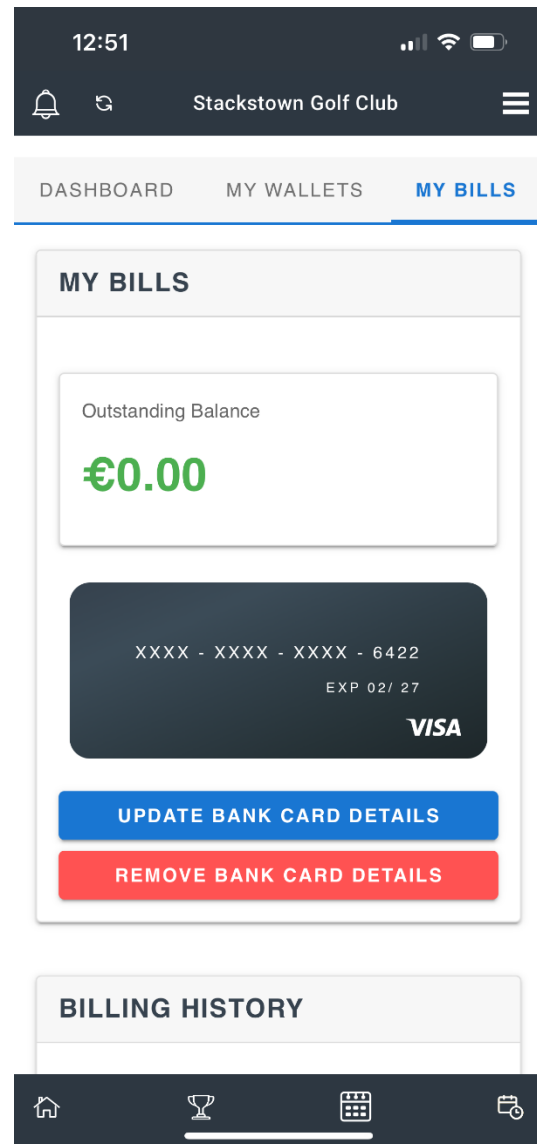 12:51
Stackstown Golf Club
DASHBOARD MY WALLETS MY BILLS
MY BILLS
Outstanding Balance
€0.00
XXXX - XXXX - XXXX - 6422
EXP 02/ 27
VISA
UPDATE BANK CARD DETAILS
REMOVE BANK CARD DETAILS
BILLING HISTORY